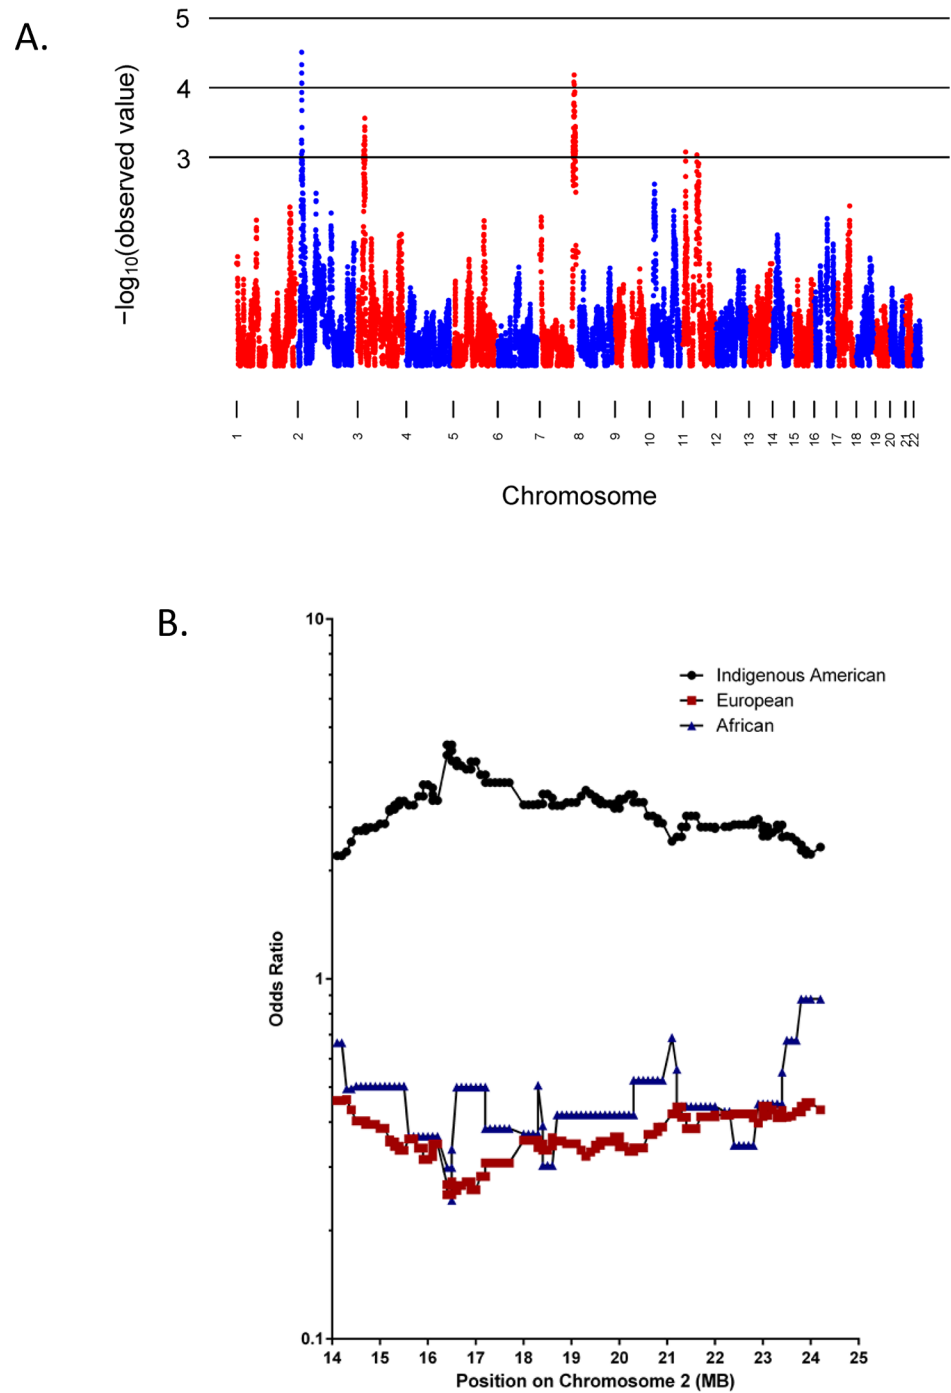 A.
5
4
3
−log10(observed value)
1 2 3 4 5 6 7 8 9 10 11 12 13 14 15 16 17 18 19 20 21 22
Chromosome
B.
10
1
0.1
Odds Ratio
Indigenous American
European
African
14 15 16 17 18 19 20 21 22 23 24 25
Position on Chromosome 2 (MB)